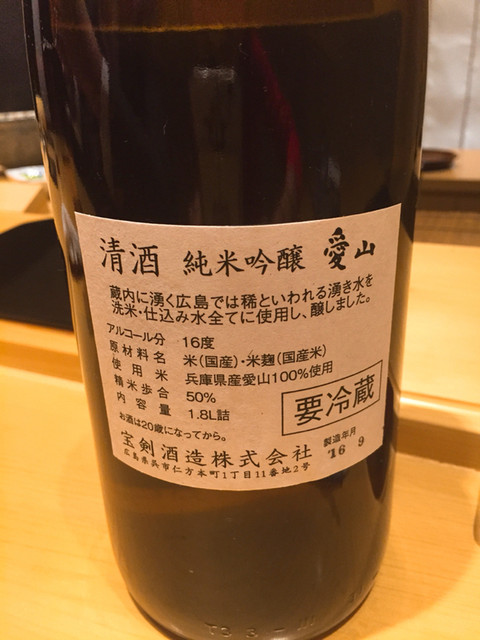 清酒 純米吟醸 愛山
蔵内に湧く広島では稀といわれる湧き水を
洗米・仕込み水全てに使用し、醸しました。
アルコール分 16度
原材料名 米(国産)・米麹(国産米)
使用米 兵庫県産愛山100%使用
精米歩合 50%
内容量 1.8L詰
要冷蔵
お酒は20歳になってから。
製造年月
宝剣酒造株式会社 '16 9
広島県呉市仁方本町1丁目11番地2号